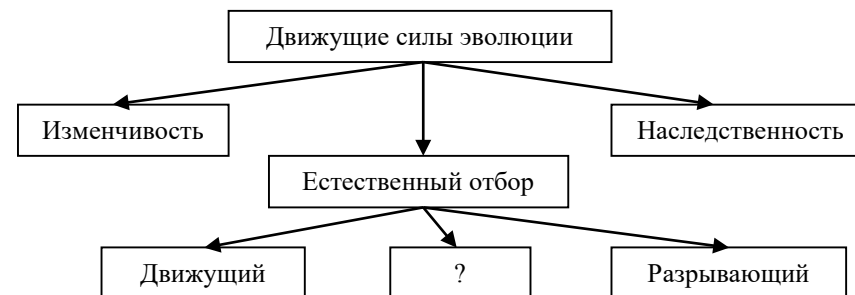 Движущие силы эволюции
Изменчивость
Наследственность
Естественный отбор
Движущий
?
Разрывающий